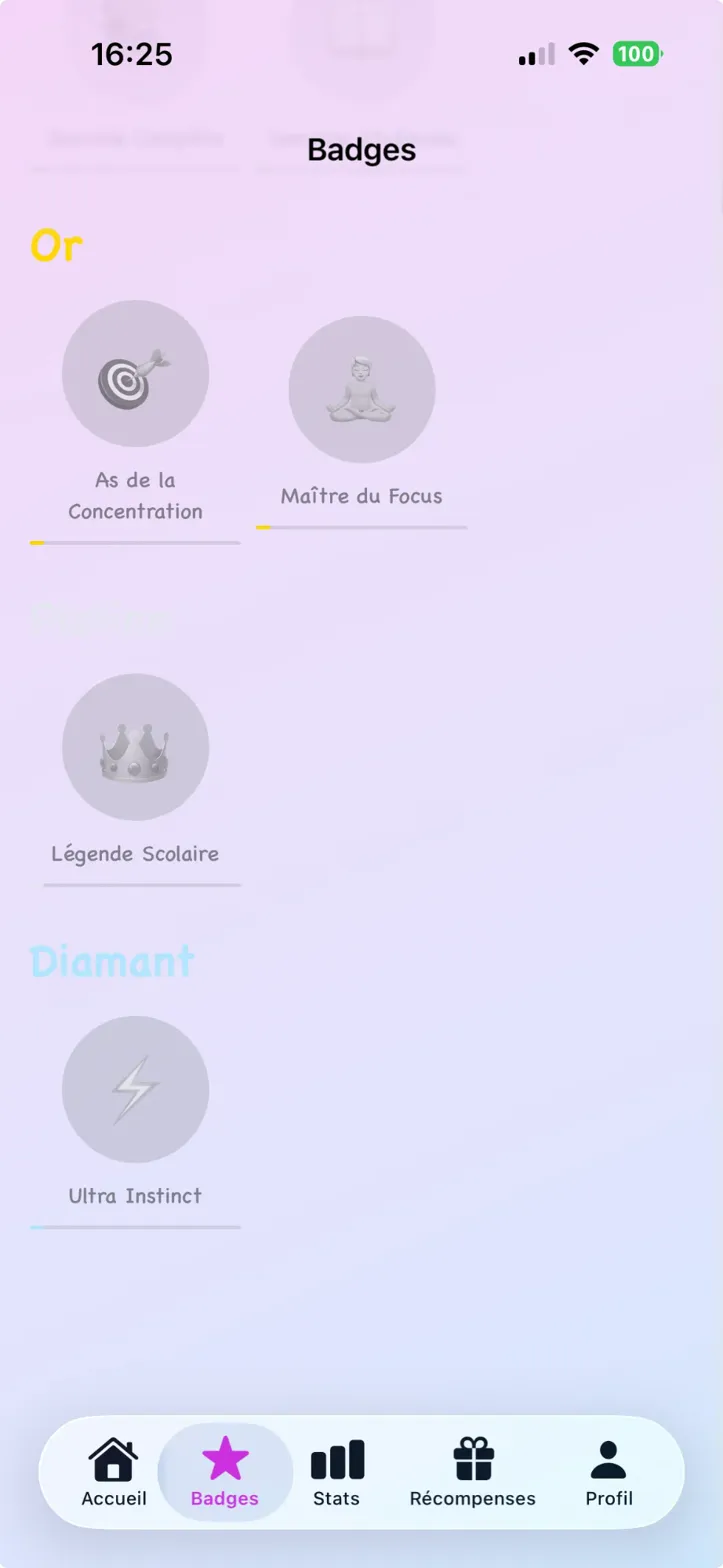 16:25
100
Badges
Or
As de la
Concentration
Maître du Focus
Légende Scolaire
Diamant
Ultra Instinct
Accueil
Badges
Stats
Récompenses
Profil